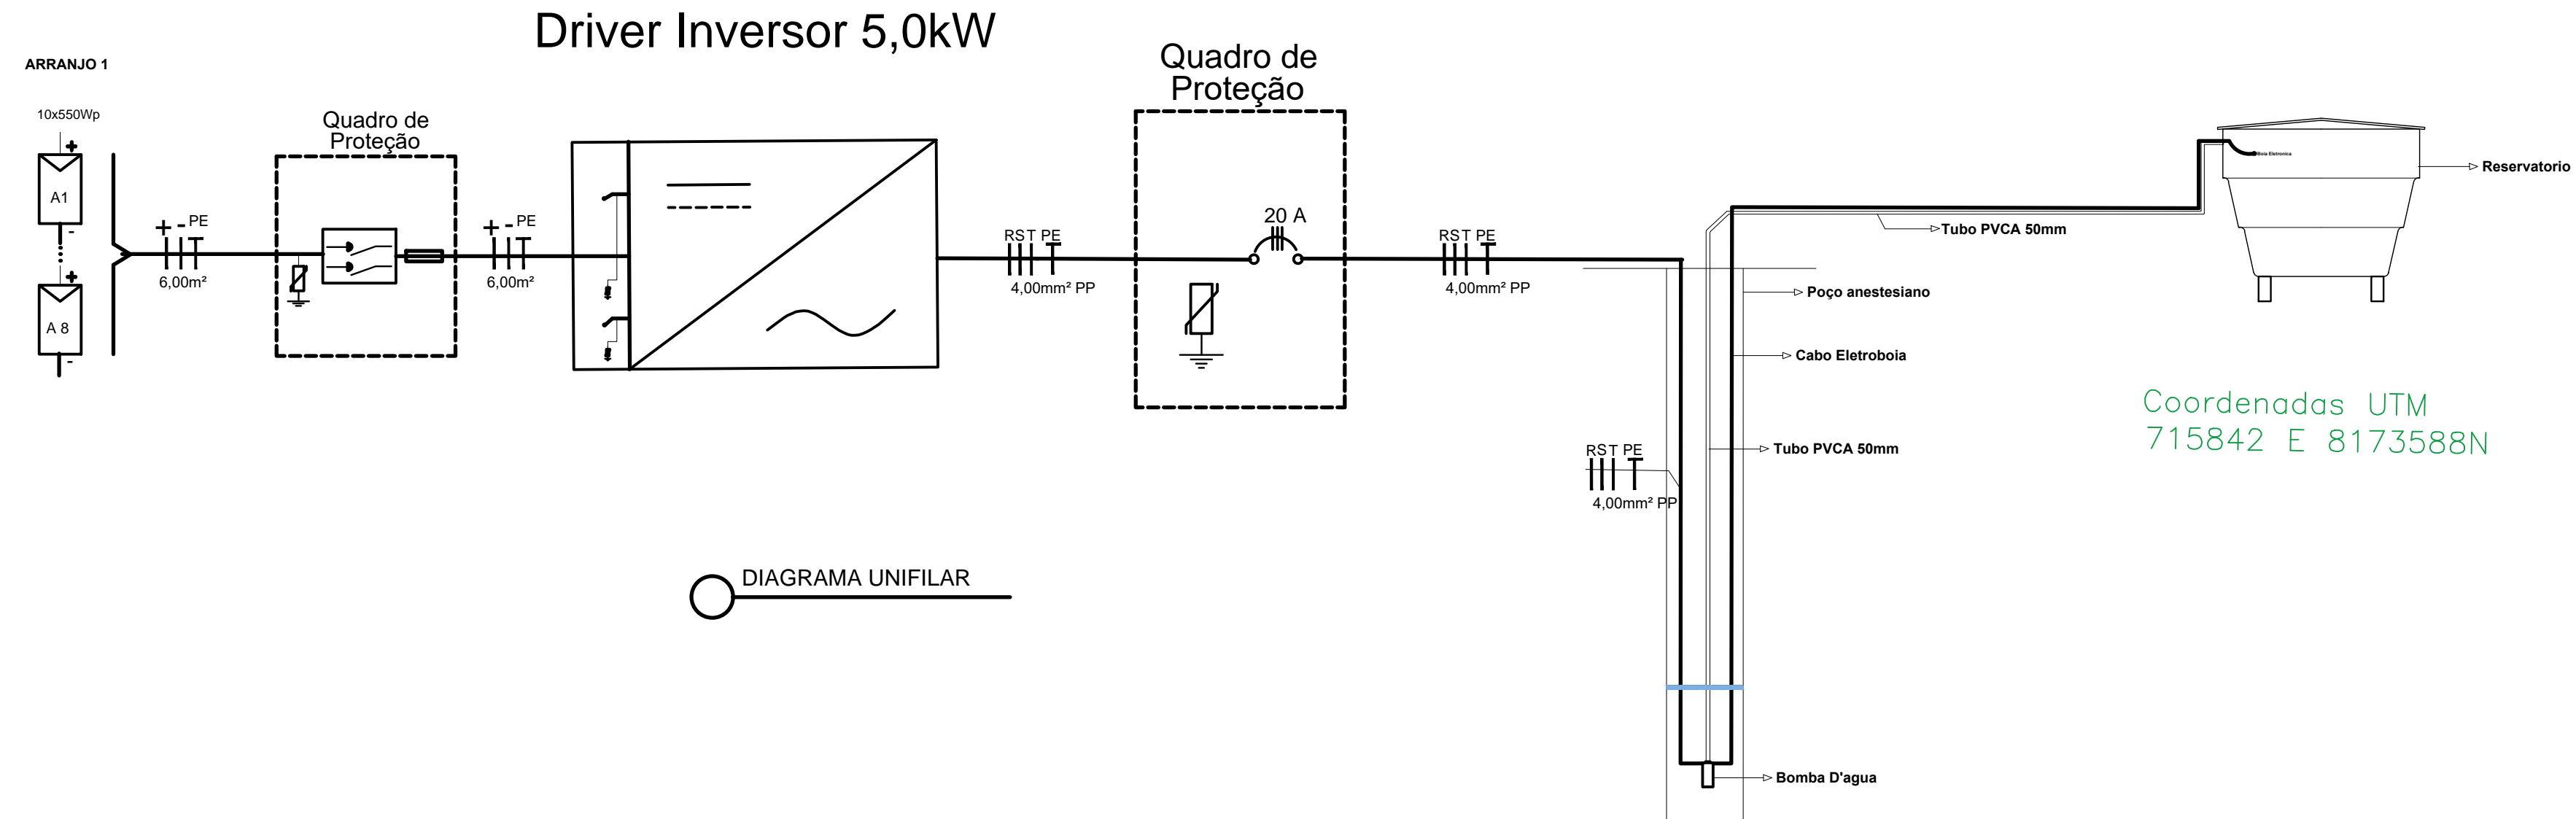 Driver Inversor 5,0kW
ARRANJO 1
10x550Wp
+
A1
-
+
A 8
-
+ - PE
6,00m²
Quadro de
Proteção
+ - PE
6,00m²
RST PE
4,00mm² PP
Quadro de
Proteção
20 A
RST PE
4,00mm² PP
RST PE
4,00mm² PP
Boia Eletronica
Reservatorio
Tubo PVCA 50mm
Poço anestesiano
Cabo Eletroboia
Tubo PVCA 50mm
Bomba D'agua
Coordenadas UTM
715842 E 8173588N
DIAGRAMA UNIFILAR